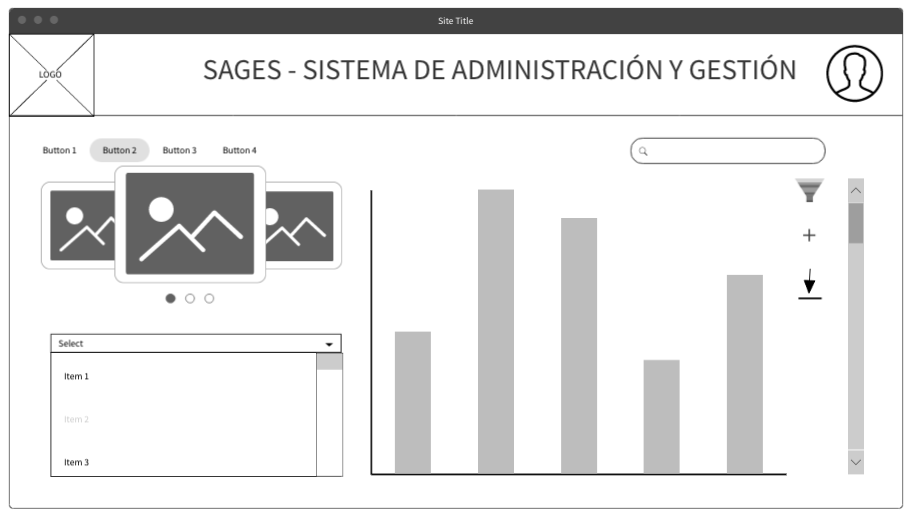 Site Title
LOGO
SAGES - SISTEMA DE ADMINISTRACIÓN Y GESTIÓN
Button 1
Button 2
Button 3
Button 4
Select
Item 1
Item 2
Item 3